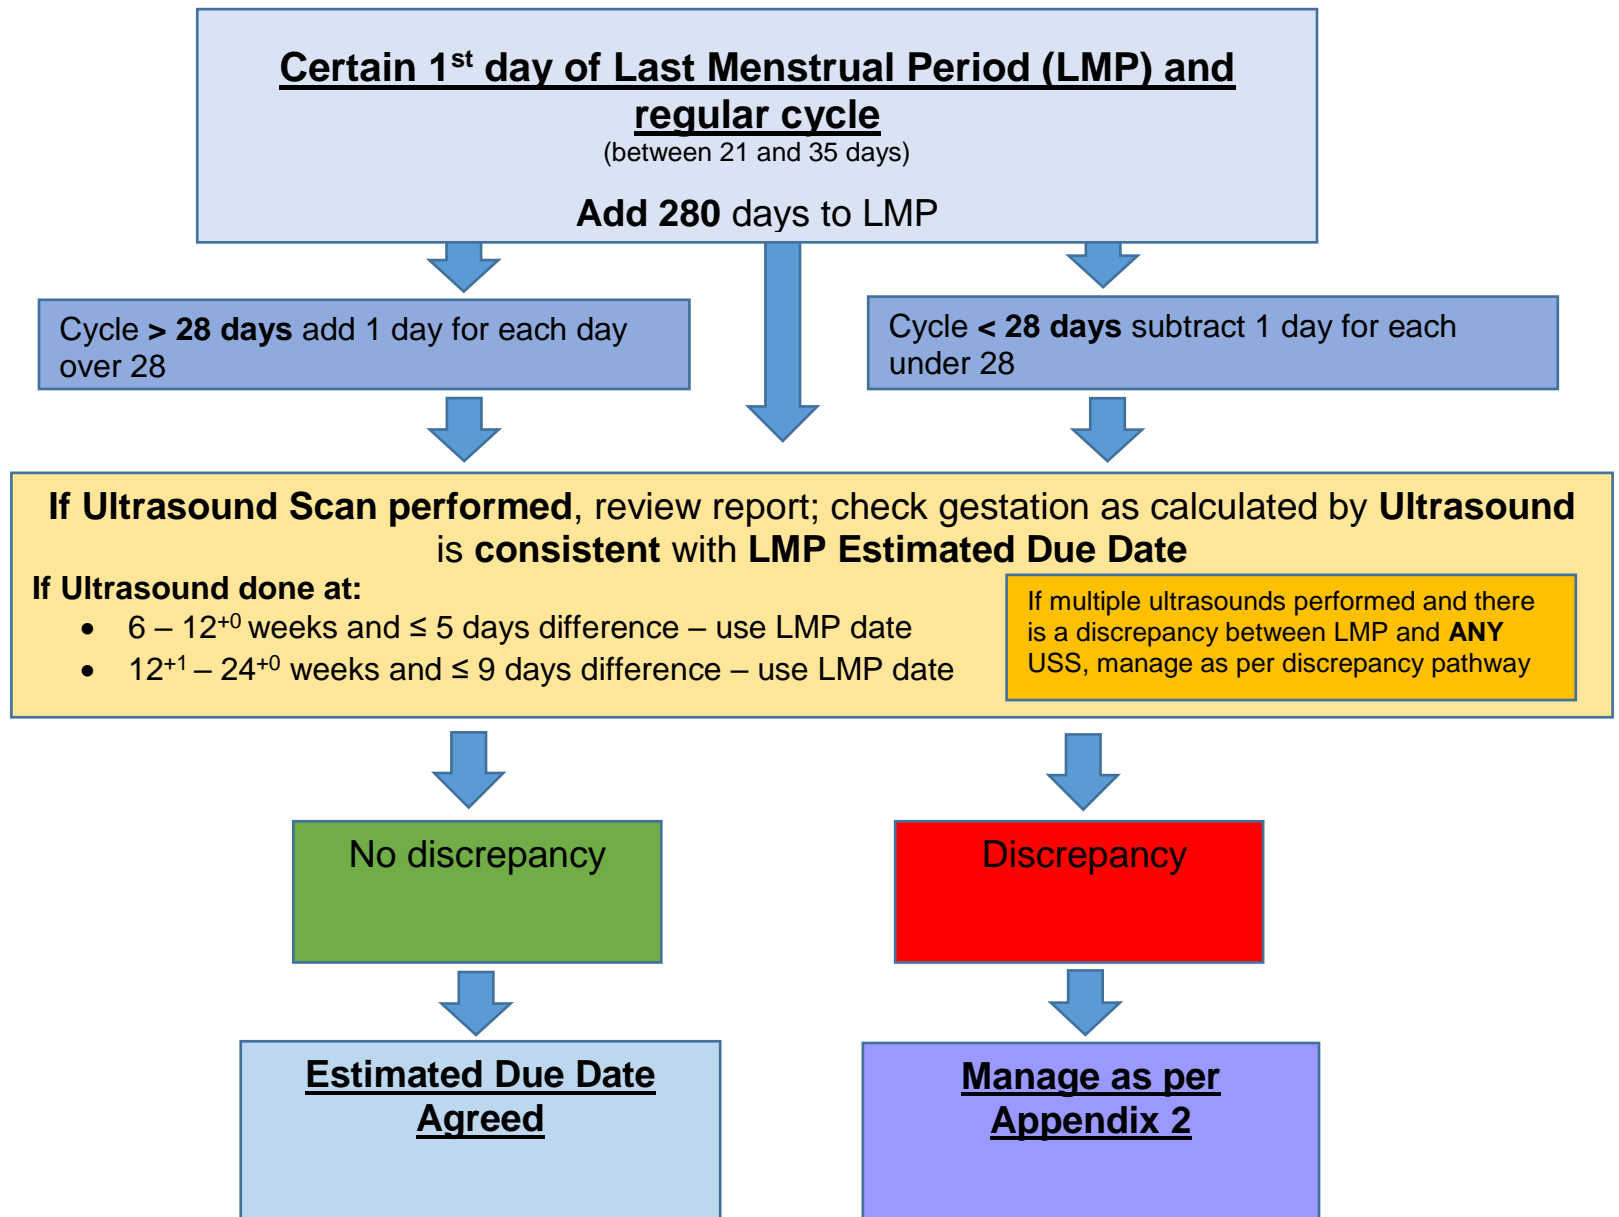 Certain 1st day of Last Menstrual Period (LMP) and
regular cycle
(between 21 and 35 days)
Add 280 days to LMP
Cycle > 28 days add 1 day for each day
over 28
Cycle < 28 days subtract 1 day for each
under 28
If Ultrasound Scan performed, review report; check gestation as calculated by Ultrasound
is consistent with LMP Estimated Due Date
If Ultrasound done at:
• 6 – 12+0 weeks and ≤ 5 days difference – use LMP date
• 12+1 – 24+0 weeks and ≤ 9 days difference – use LMP date
If multiple ultrasounds performed and there
is a discrepancy between LMP and ANY
USS, manage as per discrepancy pathway
No discrepancy
Discrepancy
Estimated Due Date
Agreed
Manage as per
Appendix 2